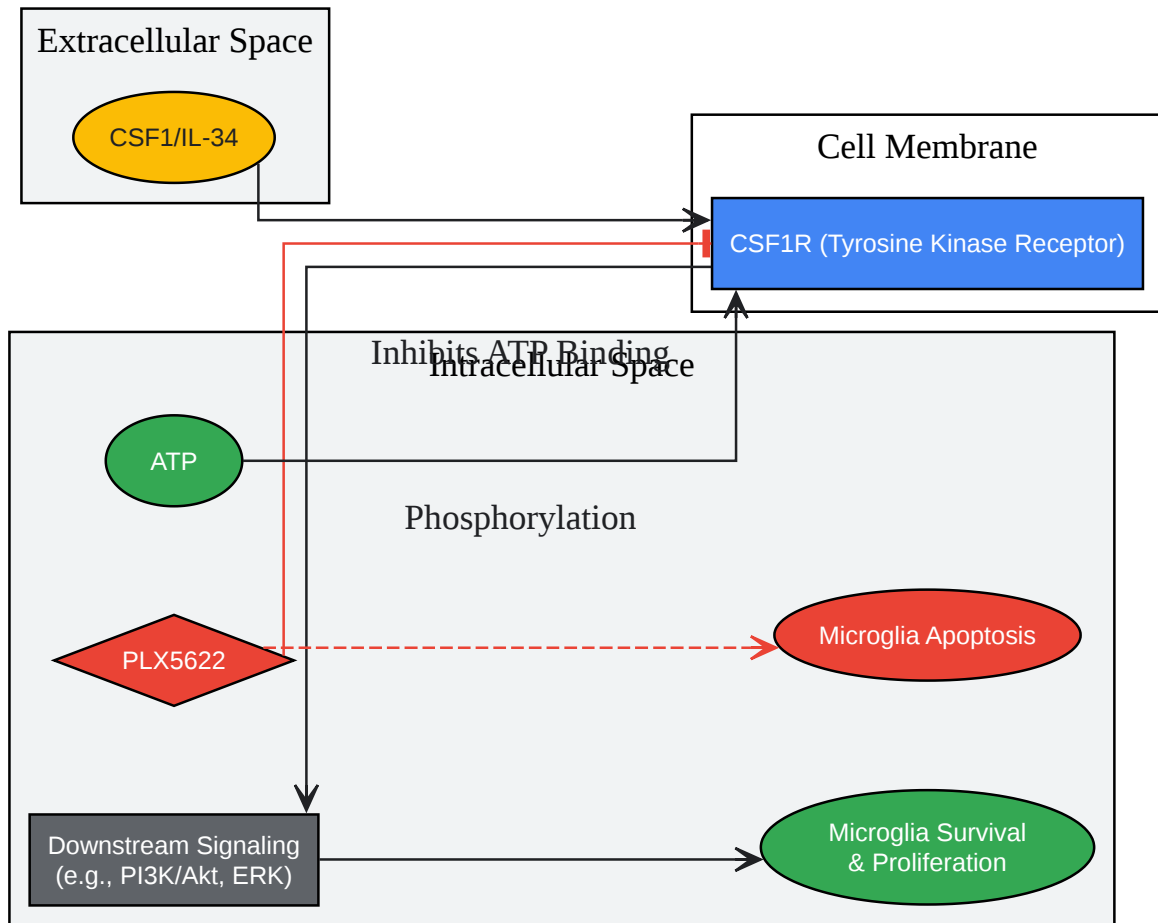 Extracellular Space
CSF1/IL-34
Cell Membrane
CSF1R (Tyrosine Kinase Receptor)
Inhibits ATP Binding
Intracellular Space
ATP
Phosphorylation
Microglia Apoptosis
PLX5622
Downstream Signaling
(e.g., PI3K/Akt, ERK)
Microglia Survival
& Proliferation